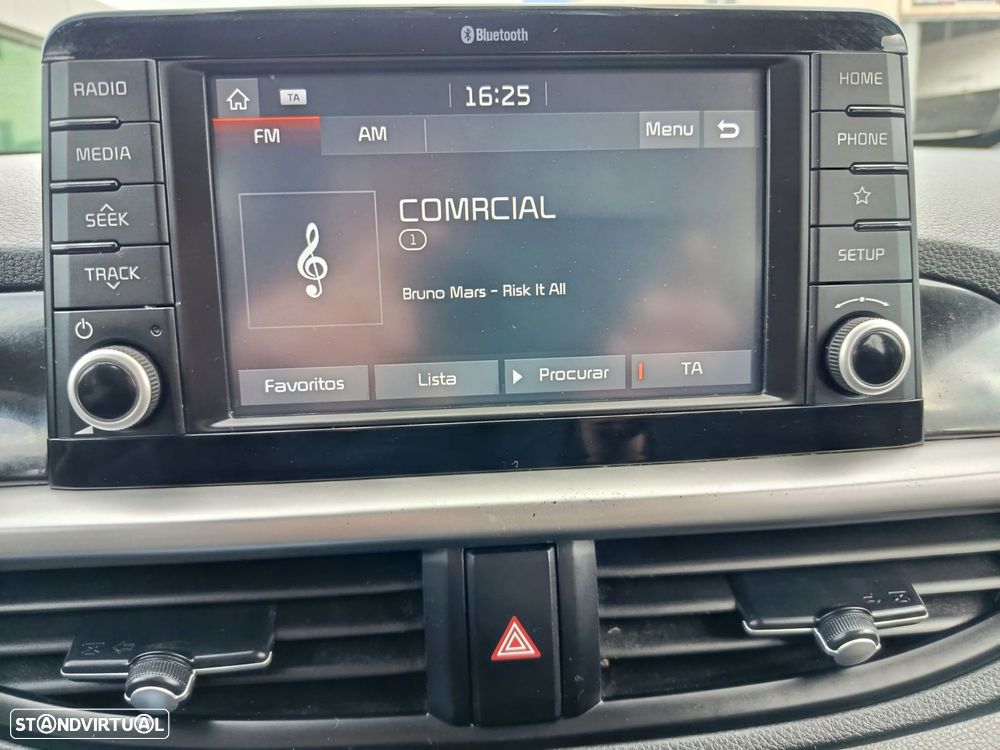 Bluetooth
RADIO
MEDIA
SEEK
TRACK
TA
16:25
FM
AM
Menu
COMRCIAL
1
Bruno Mars - Risk It All
Favoritos
Lista
Procurar
TA
HOME
PHONE
SETUP
STANDVIRTUAL